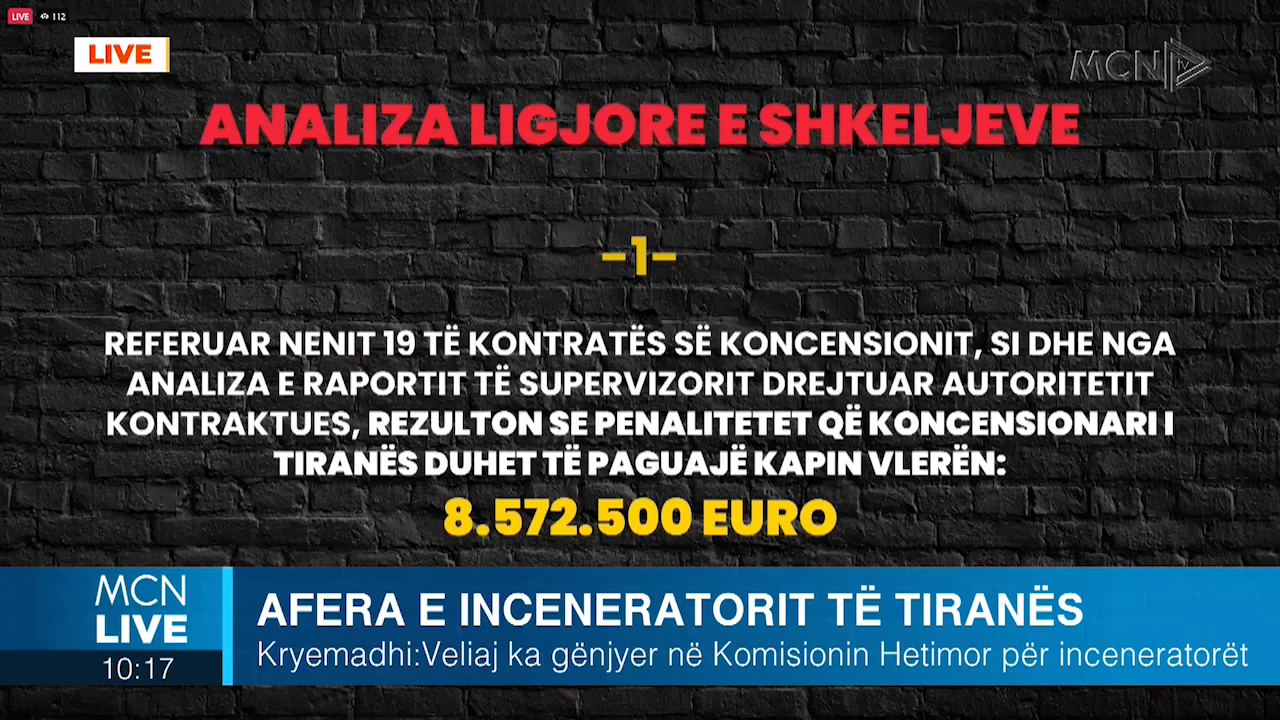 LIVE 112
LIVE
MCN TV
ANALIZA LIGJORE E SHKELJEVE
-1-
REFERUAR NENIT 19 TË KONTRATËS SË KONCENSIONIT, SI DHE NGA
ANALIZA E RAPORTIT TË SUPERVIZORIT DREJTUAR AUTORITETIT
KONTRAKTUES, REZULTON SE PENALITETET QË KONCENSIONARI I
TIRANËS DUHET TË PAGUAJË KAPIN VLERËN:
8.572.500 EURO
MCN
LIVE
10:17
AFERA E INCENERATORIT TË TIRANËS
Kryemadhi:Veliaj ka gënjyer në Komisionin Hetimor për inceneratorët